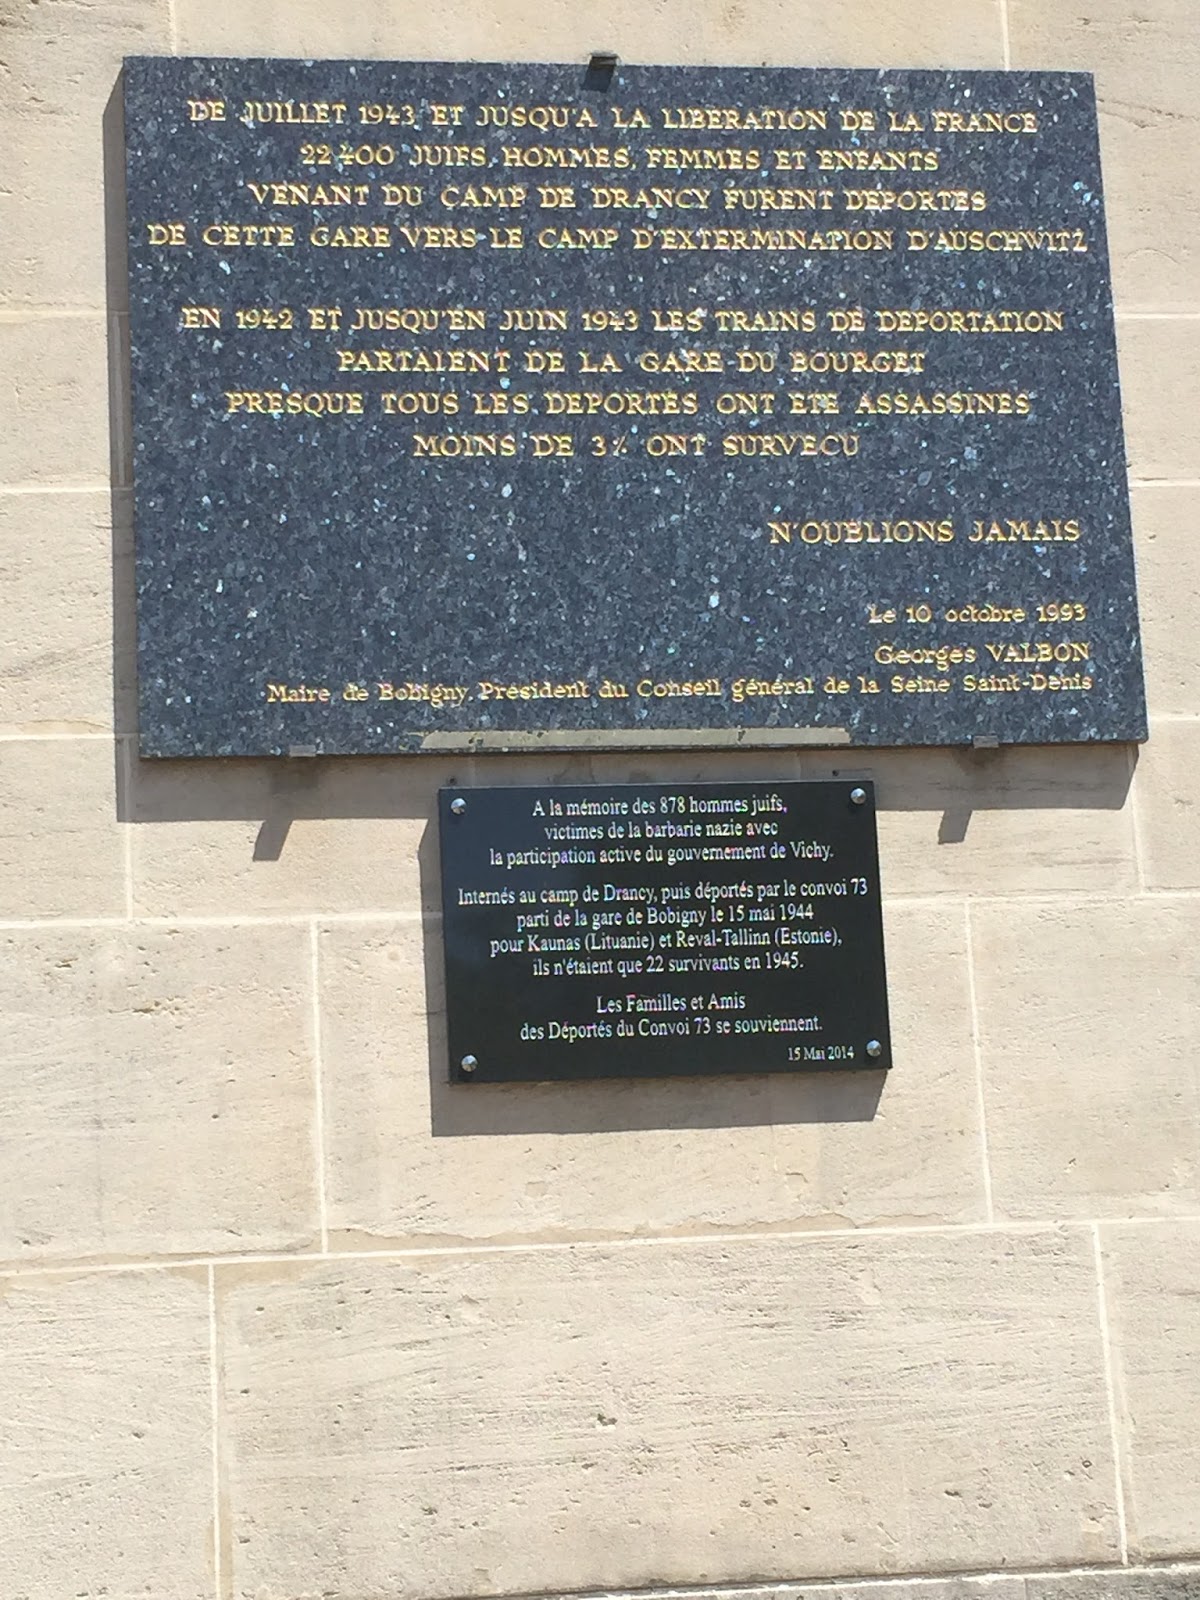 DE JUILLET 1943 ET JUSQU'A LA LIBERATION DE LA FRANCE
22 400 JUIFS, HOMMES, FEMMES ET ENFANTS
VENANT DU CAMP DE DRANCY FURENT DEPORTES
DE CETTE GARE VERS LE CAMP D'EXTERMINATION D'AUSCHWITZ
EN 1942 ET JUSQU'EN JUIN 1943 LES TRAINS DE DEPORTATION
PARTAIENT DE LA GARE DU BOURGET
PRESQUE TOUS LES DEPORTES ONT ETE ASSASSINES
MOINS DE 3% ONT SURVECU
N'OUBLIONS JAMAIS
Le 10 octobre 1993
Georges VALBON
Maire de Bobigny, Président du Conseil général de la Seine Saint-Denis
A la mémoire des 878 hommes juifs,
victimes de la barbarie nazie avec
la participation active du gouvernement de Vichy.
Internés au camp de Drancy, puis déportés par le convoi 73
parti de la gare de Bobigny le 15 mai 1944
pour Kaunas (Lituanie) et Reval-Tallinn (Estonie),
ils n'étaient que 22 survivants en 1945.
Les Familles et Amis
des Déportés du Convoi 73 se souviennent.
15 Mai 2014